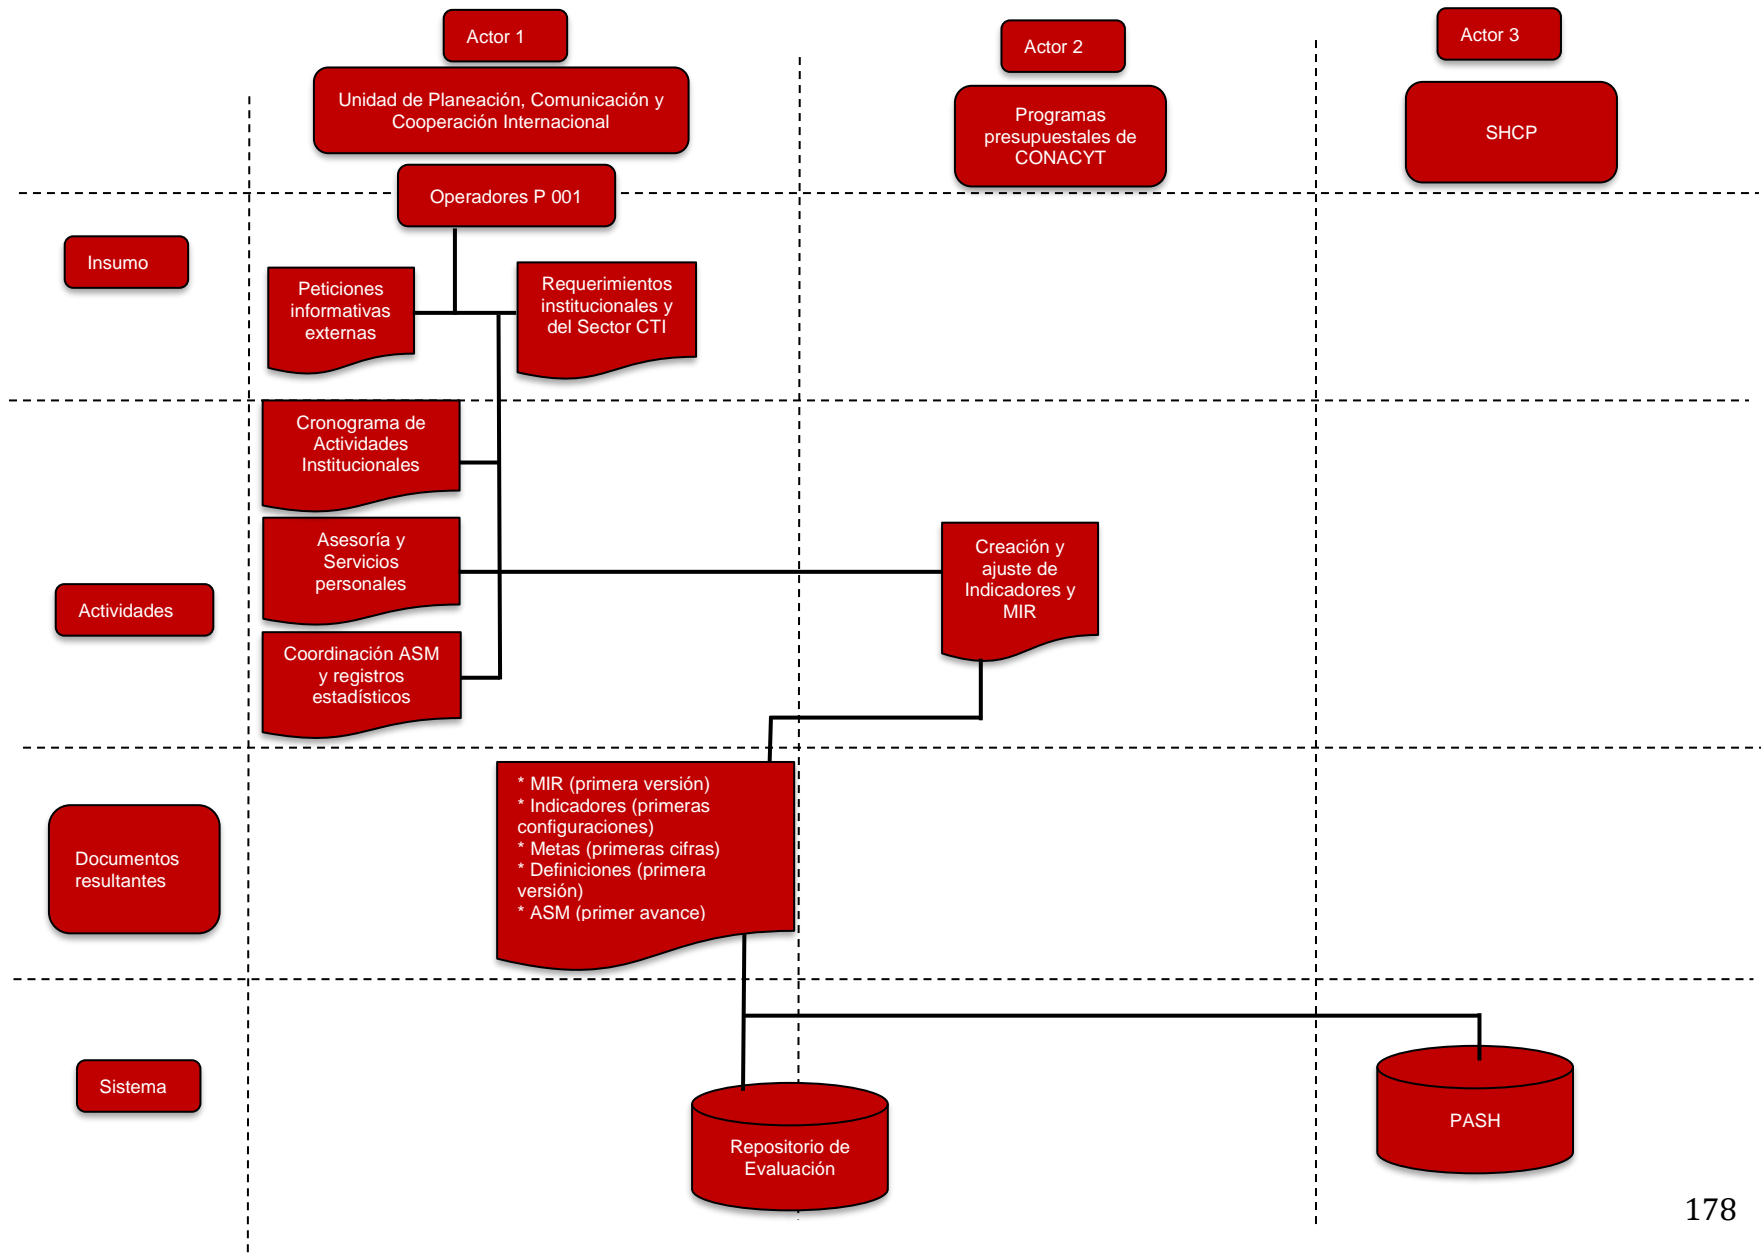 Actor 1
Actor 2
Actor 3
Unidad de Planeación, Comunicación y
Cooperación Internacional
Programas
presupuestales de
CONACYT
SHCP
Operadores P 001
Insumo
Peticiones
informativas
externas
Requerimientos
institucionales y
del Sector CTI
Cronograma de
Actividades
Institucionales
Actividades
Asesoría y
Servicios
personales
Creación y
ajuste de
Indicadores y
MIR
Coordinación ASM
y registros
estadísticos
Documentos
resultantes
* MIR (primera versión)
* Indicadores (primeras
configuraciones)
* Metas (primeras cifras)
* Definiciones (primera
versión)
* ASM (primer avance)
Sistema
Repositorio de
Evaluación
PASH
178